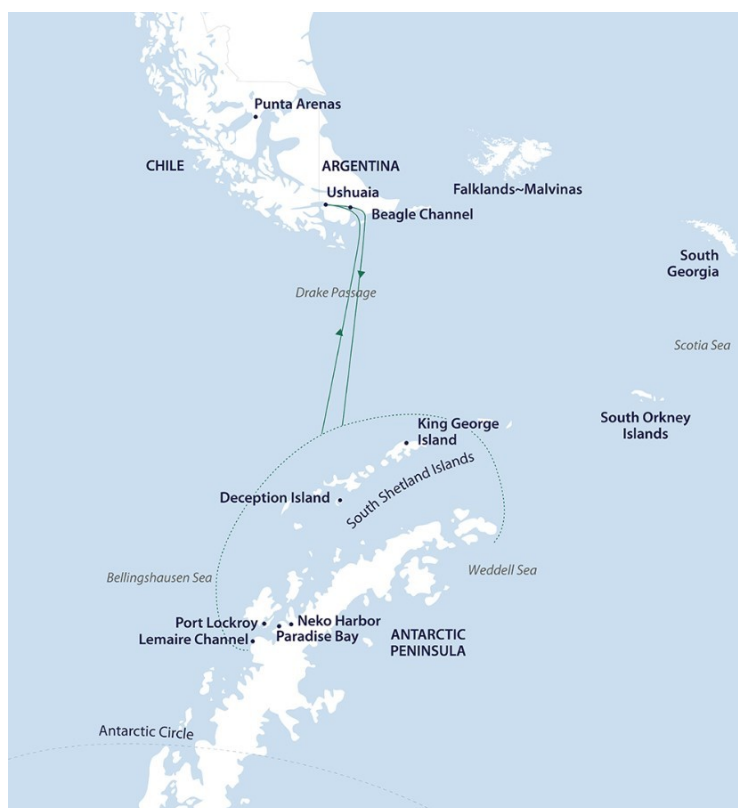 Punta Arenas
CHILE
ARGENTINA
Ushuaia
Falklands~Malvinas
Beagle Channel
South
Georgia
Drake Passage
Scotia Sea
King George
Island
South Orkney
Islands
South Shetland Islands
Deception Island
Bellingshausen Sea
Weddell Sea
Port Lockroy
Neko Harbor
Paradise Bay
Lemaire Channel
ANTARCTIC
PENINSULA
Antarctic Circle